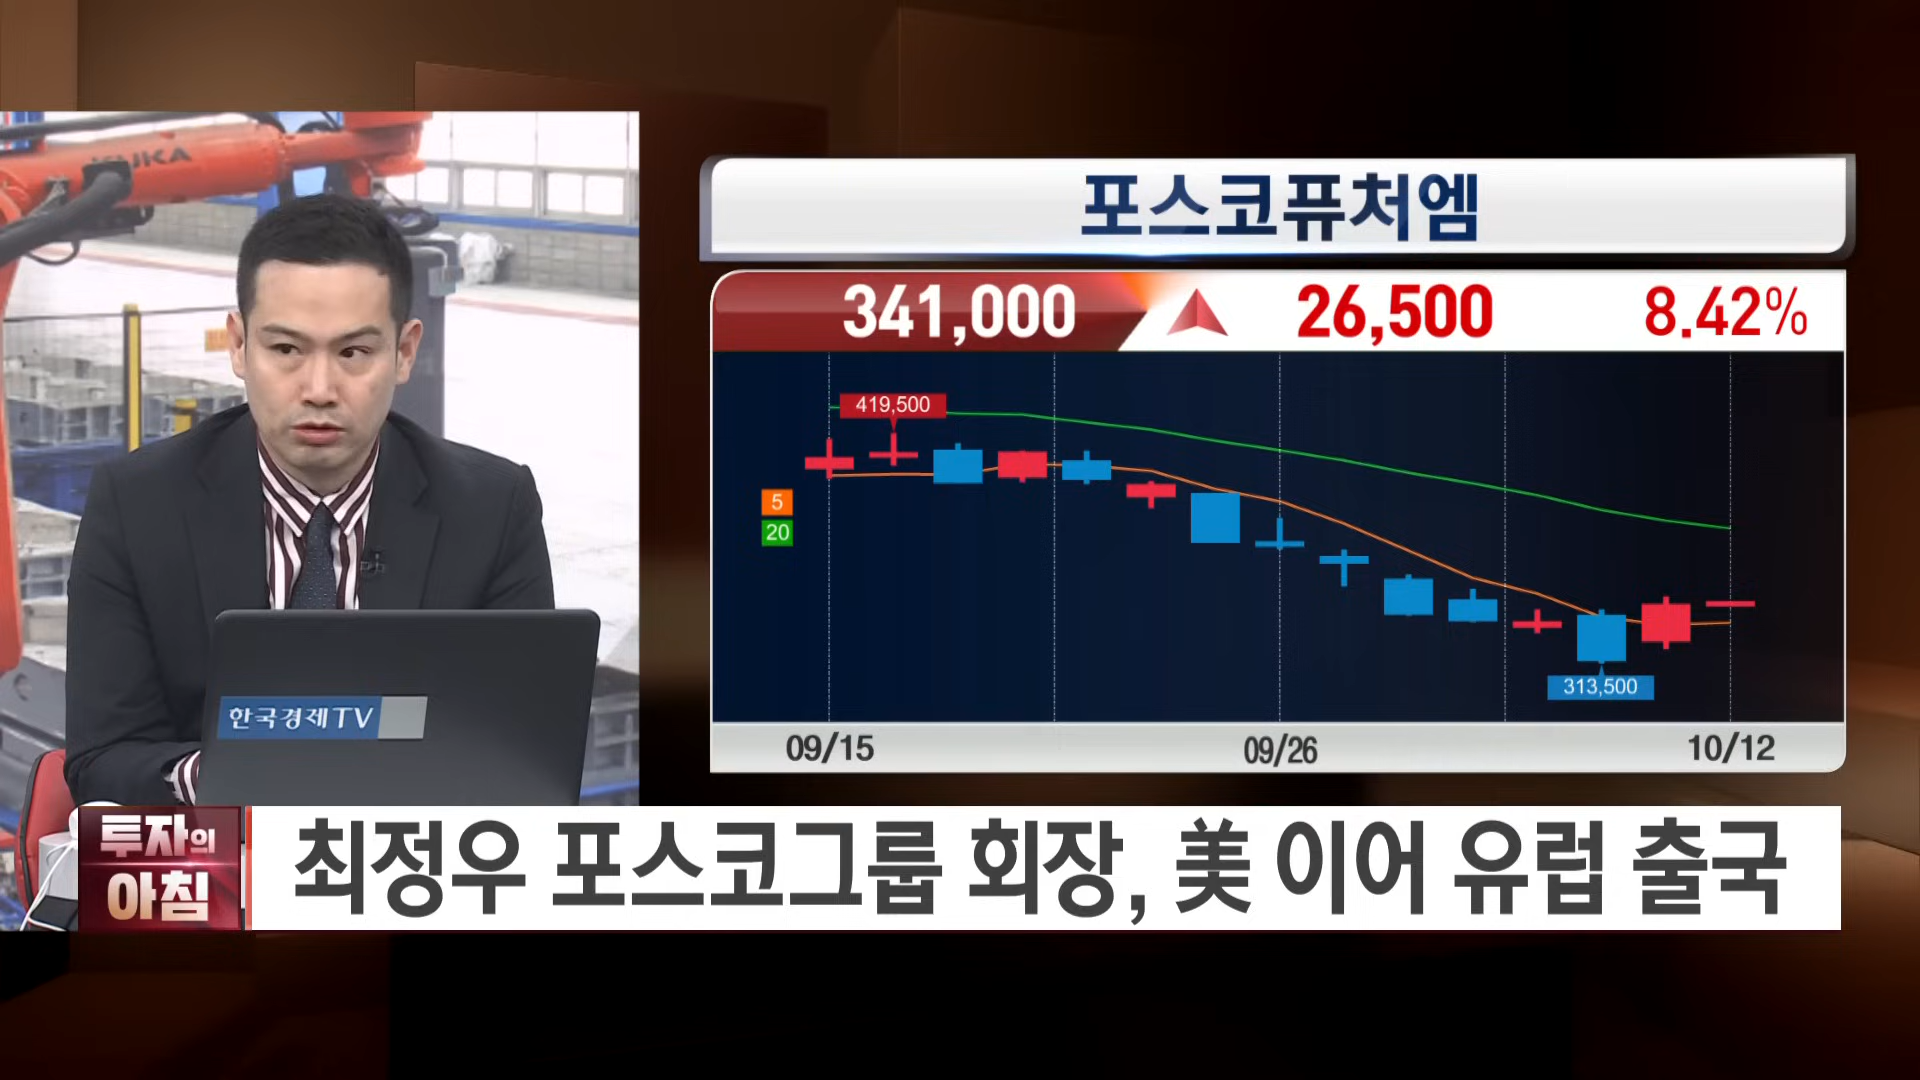 KUKA
포스코퓨처엠
341,000 26,500 8.42%
419,500
5
20
313,500
09/15 09/26 10/12
한국경제TV
투자의
아침
최정우 포스코그룹 회장, 美 이어 유럽 출국